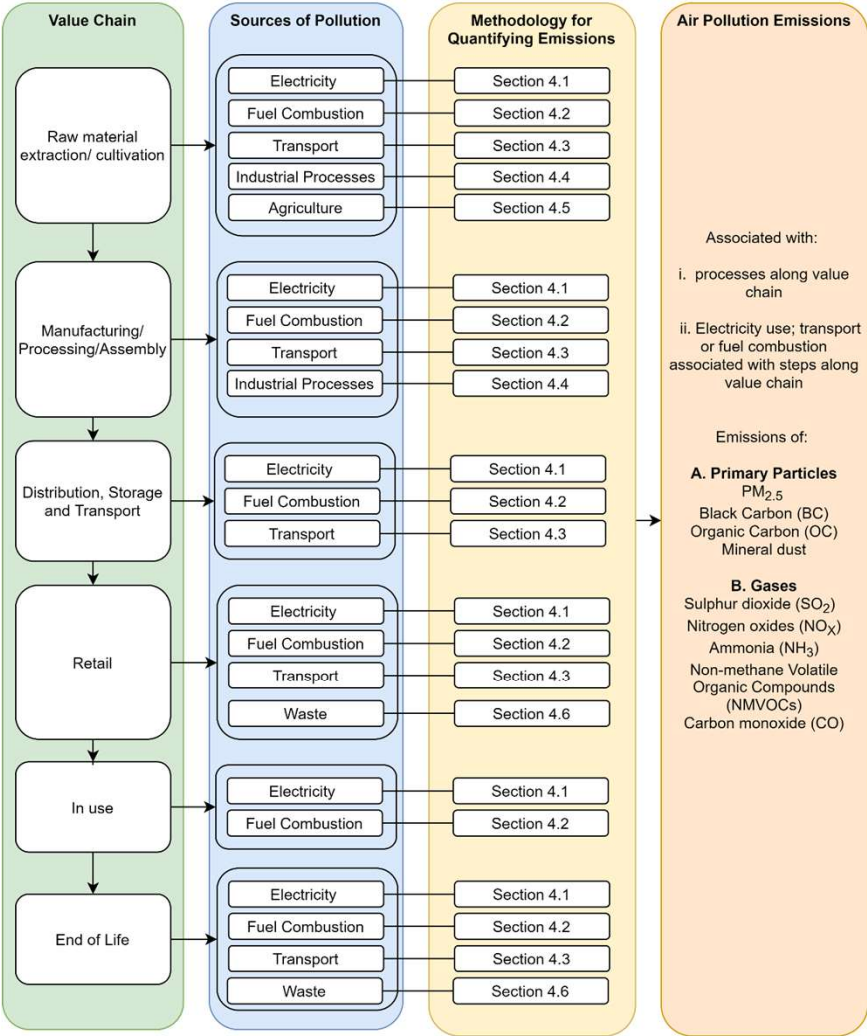 Value Chain
Raw material
extraction/ cultivation
Manufacturing/
Processing/Assembly
Distribution, Storage
and Transport
Retail
In use
End of Life
Sources of Pollution
Electricity
Fuel Combustion
Transport
Industrial Processes
Agriculture
Electricity
Fuel Combustion
Transport
Industrial Processes
Electricity
Fuel Combustion
Transport
Electricity
Fuel Combustion
Transport
Waste
Electricity
Fuel Combustion
Electricity
Fuel Combustion
Transport
Waste
Methodology for
Quantifying Emissions
Section 4.1
Section 4.2
Section 4.3
Section 4.4
Section 4.5
Section 4.1
Section 4.2
Section 4.3
Section 4.4
Section 4.1
Section 4.2
Section 4.3
Section 4.1
Section 4.2
Section 4.3
Section 4.6
Section 4.1
Section 4.2
Section 4.1
Section 4.2
Section 4.3
Section 4.6
Air Pollution Emissions
Associated with:
i. processes along value
chain
ii. Electricity use; transport
or fuel combustion
associated with steps along
value chain
Emissions of:
A. Primary Particles
PM2.5
Black Carbon (BC)
Organic Carbon (OC)
Mineral dust
B. Gases
Sulphur dioxide (SO2)
Nitrogen oxides (NOX)
Ammonia (NH3)
Non-methane Volatile
Organic Compounds
(NMVOCs)
Carbon monoxide (CO)